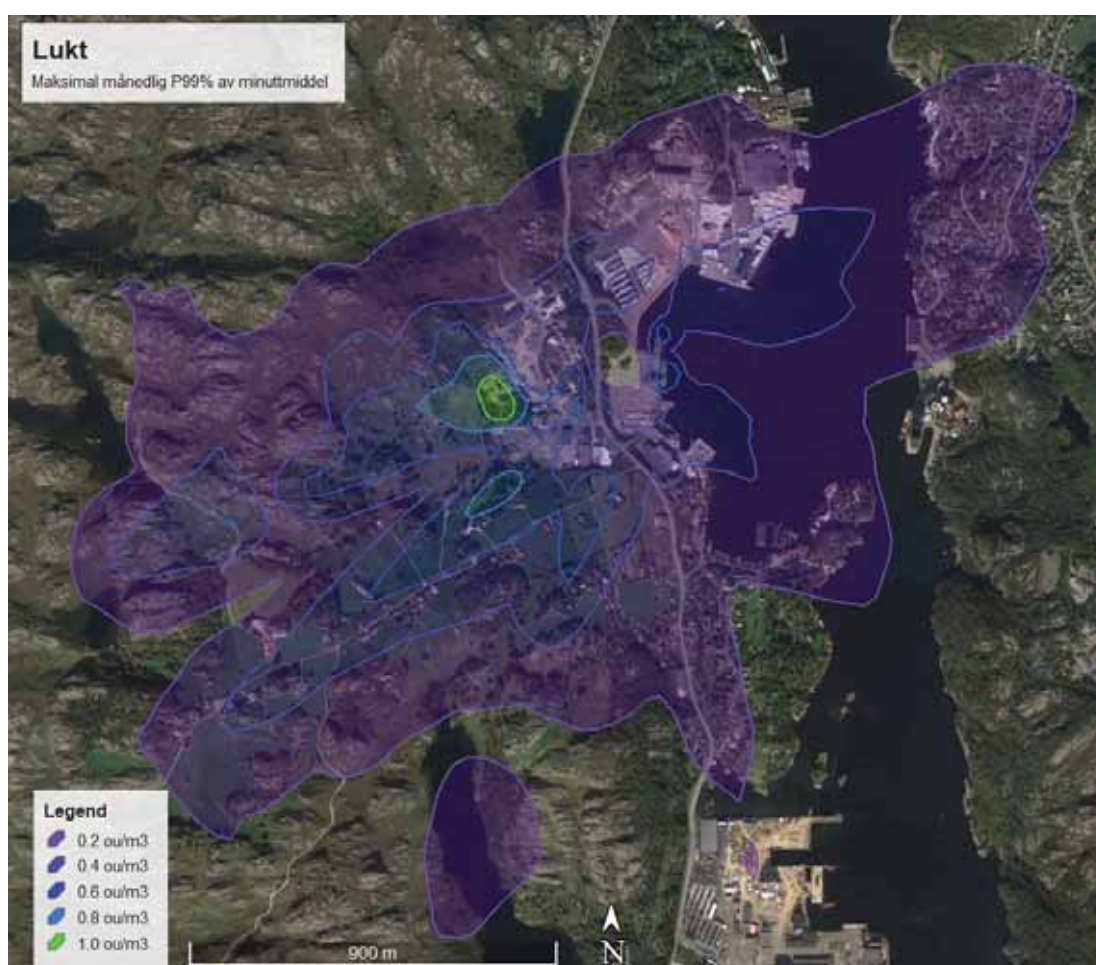 Lukt
Maksimal månedlig P99% av minuttmiddel
Legend
0.2 ou/m3
0.4 ou/m3
0.6 ou/m3
0.8 ou/m3
1.0 ou/m3
900 m
N